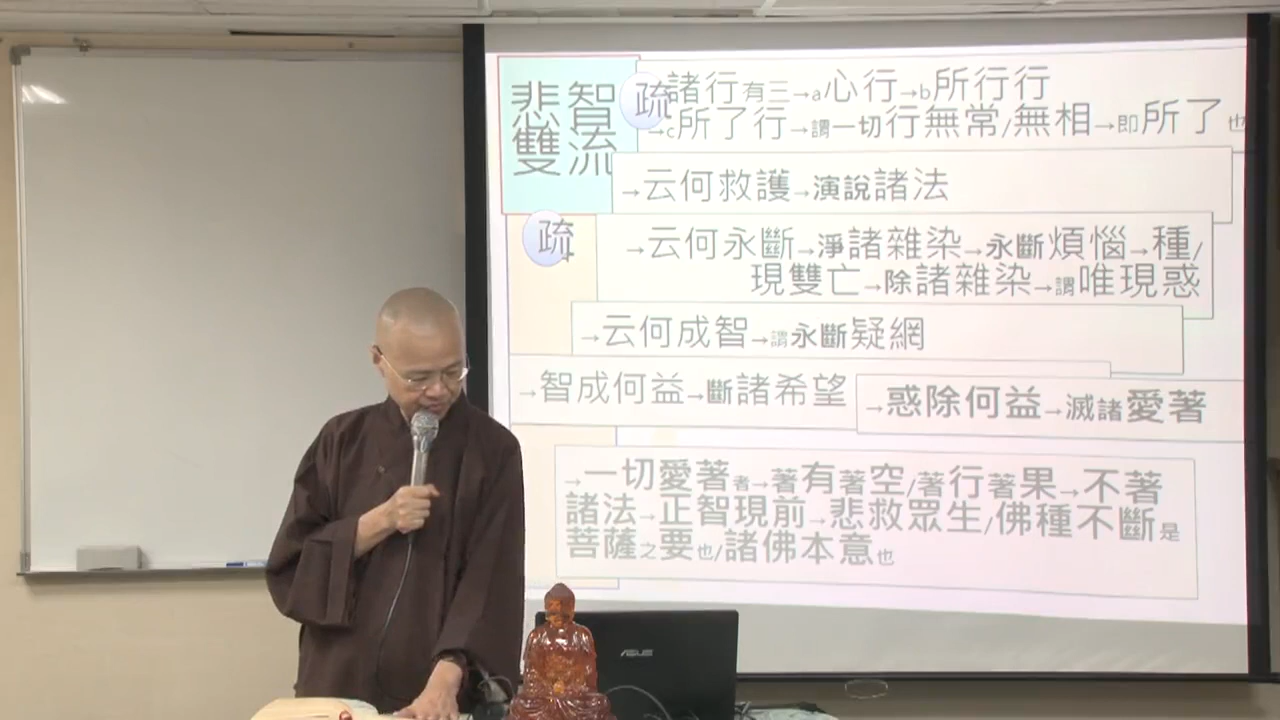 悲智
雙流
疏
諸行有三→a心行→b所行行
→c所了行→謂一切行無常/無相→即所了也
→云何救護→演說諸法
疏
→云何永斷→淨諸雜染→永斷煩惱→種/
現雙亡→除諸雜染→謂唯現惑
→云何成智→謂永斷疑網
→智成何益→斷諸希望
→惑除何益→滅諸愛著
→一切愛著者→著有著空/著行著果→不著
諸法→正智現前→悲救眾生/佛種不斷是
菩薩之要也/諸佛本意也
ASUS